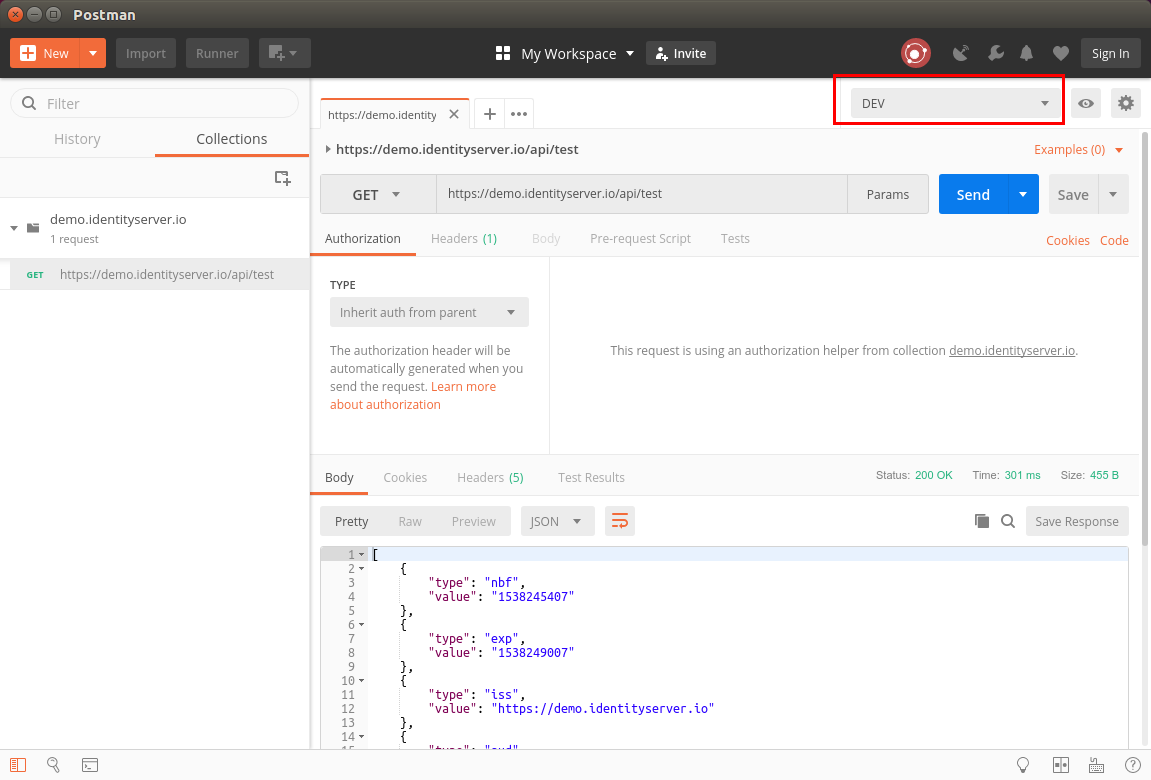 Postman
New
Import
Runner
My Workspace
Invite
Sign In
Filter
History
Collections
demo.identityserver.io
1 request
GET https://demo.identityserver.io/api/test
https://demo.identity
DEV
https://demo.identityserver.io/api/test
Examples (0)
GET
https://demo.identityserver.io/api/test
Params
Send
Save
Authorization
Headers (1)
Body
Pre-request Script
Tests
Cookies
Code
TYPE
Inherit auth from parent
The authorization header will be
automatically generated when you
send the request. Learn more
about authorization
This request is using an authorization helper from collection demo.identityserver.io.
Body
Cookies
Headers (5)
Test Results
Status: 200 OK
Time: 301 ms
Size: 455 B
Pretty
Raw
Preview
JSON
Save Response
1 [
2 {
3 "type": "nbf",
4 "value": "1538245407"
5 },
6 {
7 "type": "exp",
8 "value": "1538249007"
9 },
10 {
11 "type": "iss",
12 "value": "https://demo.identityserver.io"
13 },
14 {